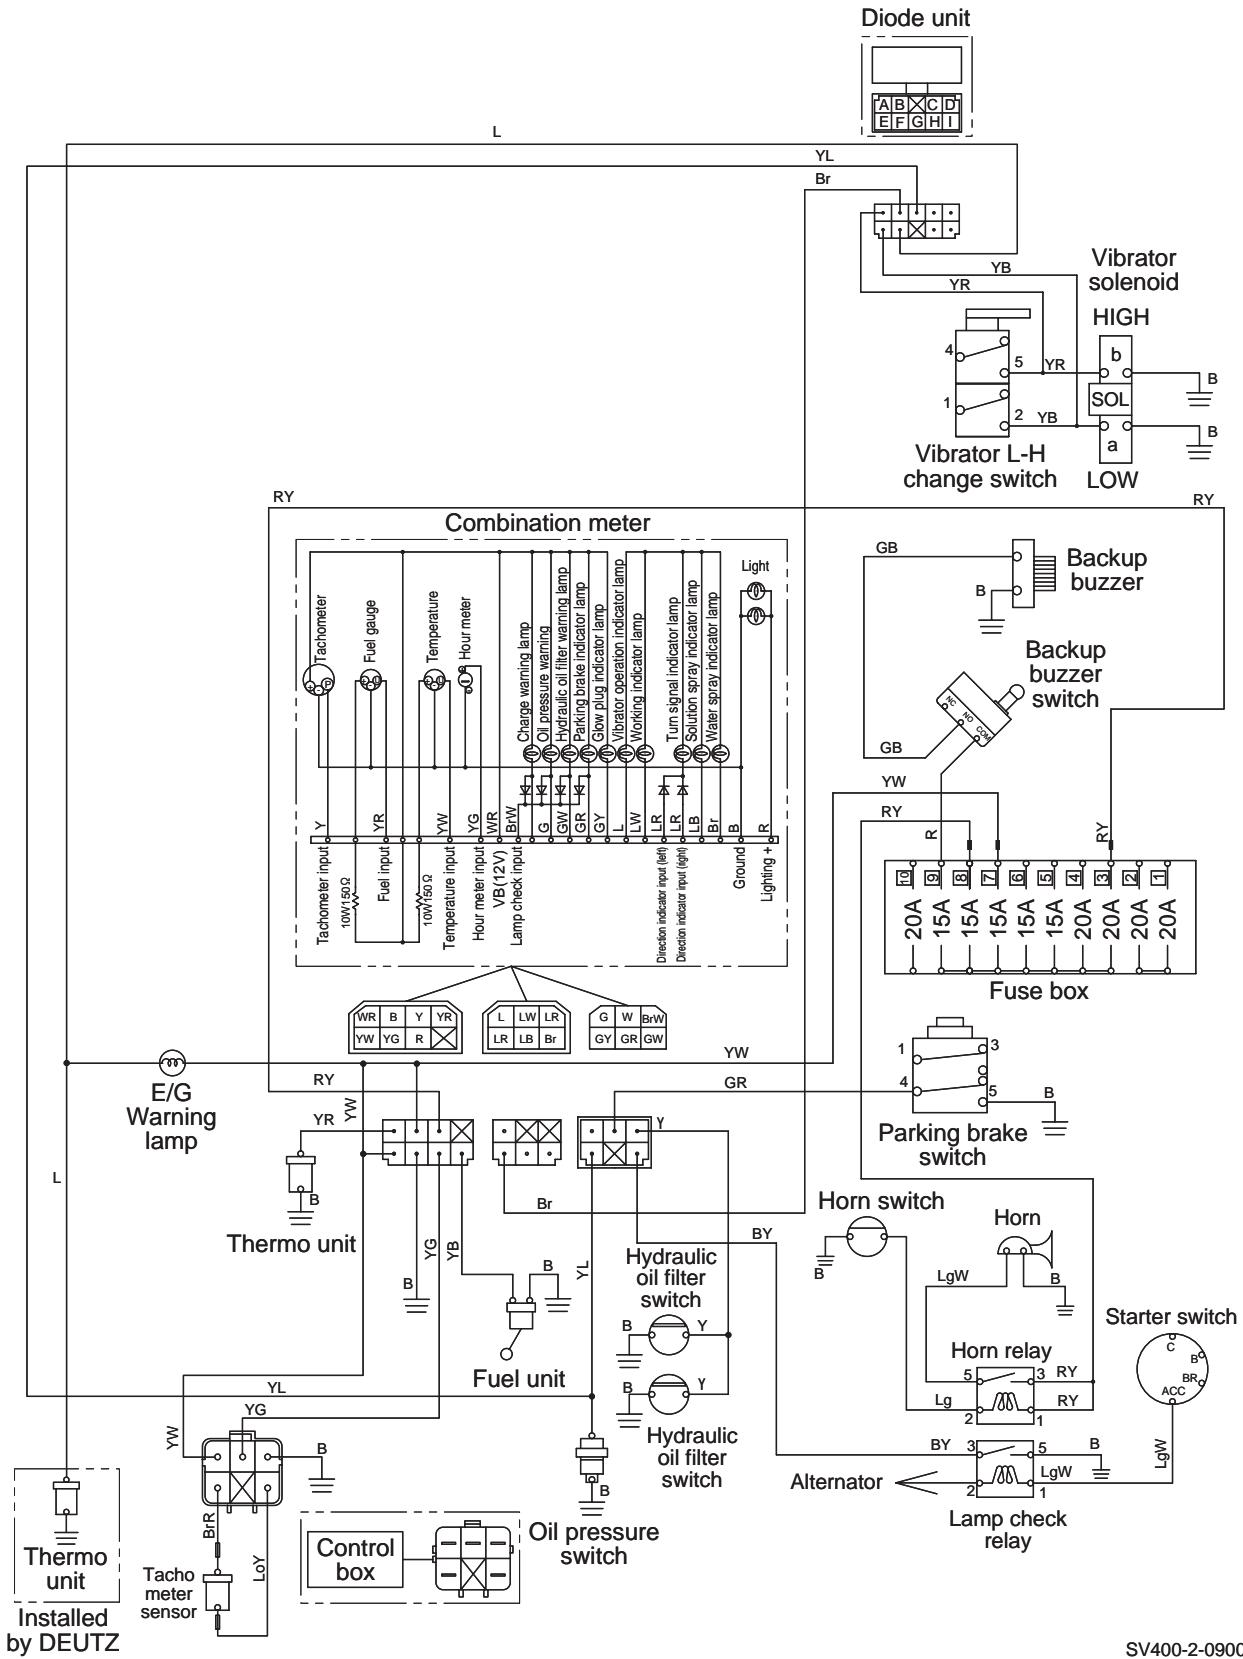 Diode unit
A B C D
E F G H I
L
YL
Br
YB
YR
Vibrator
solenoid
HIGH
b
4
5
YR
B
SOL
1
2
YB
B
a
LOW
Vibrator L-H
change switch
RY
RY
Combination meter
GB
Backup
buzzer
B
Light
Tachometer
Fuel gauge
Temperature
Hour meter
Charge warning lamp
Oil pressure warning
Hydraulic oil filter warning lamp
Parking brake indicator lamp
Glow plug indicator lamp
Vibrator operation indicator lamp
Working indicator lamp
Turn signal indicator lamp
Solution spray indicator lamp
Water spray indicator lamp
Backup
buzzer
switch
NC
NO
COM
GB
YW
RY
R
RY
Y
YR
YW
YG
WR
BrW
G
GW
GR
GY
L
LW
LR
LR
LB
Br
B
R
Tachometer input
10W150Ω
Fuel input
10W150Ω
Temperature input
Hour meter input
VB(12V)
Lamp check input
Direction indicator input (left)
Direction indicator input (right)
Ground
Lighting +
10 9 8 7 6 5 4 3 2 1
20A 15A 15A 15A 15A 15A 20A 20A 20A 20A
Fuse box
WR B Y YR
YW YG R
L LW LR
LR LB Br
G W BrW
GY GR GW
YW
E/G
Warning
lamp
RY
YW
YR
GR
Y
1
3
4
5
B
Parking brake
switch
B
Thermo unit
L
Br
YG
YB
B
B
YL
BY
Fuel unit
Hydraulic
oil filter
switch
B
Y
B
Y
Hydraulic
oil filter
switch
Horn switch
B
Horn
LgW
B
Starter switch
C
B
BR
ACC
Horn relay
5
3
RY
Lg
2
1
RY
YL
YG
YW
B
BY
3
5
B
LgW
LgW
Alternator
2
1
Lamp check
relay
B
Oil pressure
switch
BrR
LoY
Thermo
unit
Installed
by DEUTZ
Tacho
meter
sensor
Control
box
SV400-2-0900